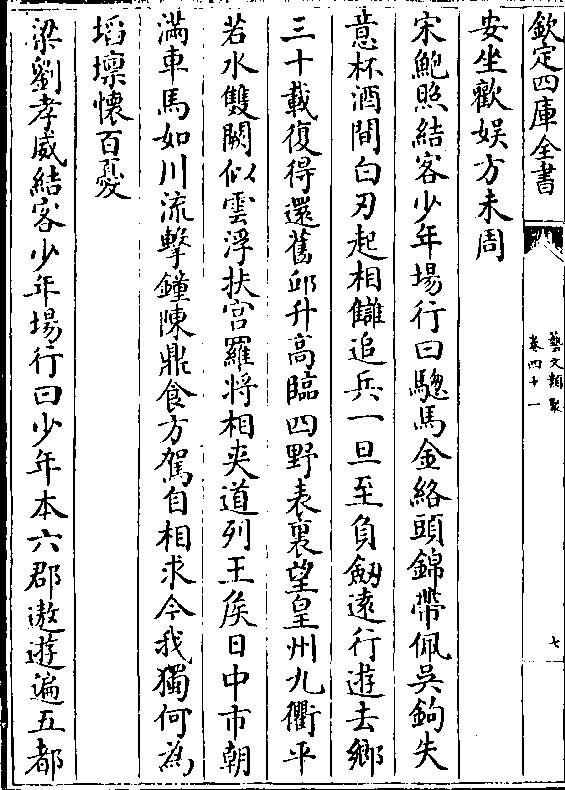 欽定四庫全書
藝文類聚
卷四十一
七
安坐歡娱方未周
宋鮑照結客少年場行曰驄馬金絡頭錦帶佩吳鉤失
意杯酒間白刃起相讎追兵一旦至負劒逺行遊去鄉
三十載復得還舊邱升高臨四野表裏望皇州九衢平
若水雙闕似雲浮扶宫羅將相夾道列王侯日中市朝
滿車馬如川流擊鐘陳鼎食方駕自相求今我獨何為
壈懷百憂
梁劉孝威結客少年場行曰少年本六郡遨遊遍五都